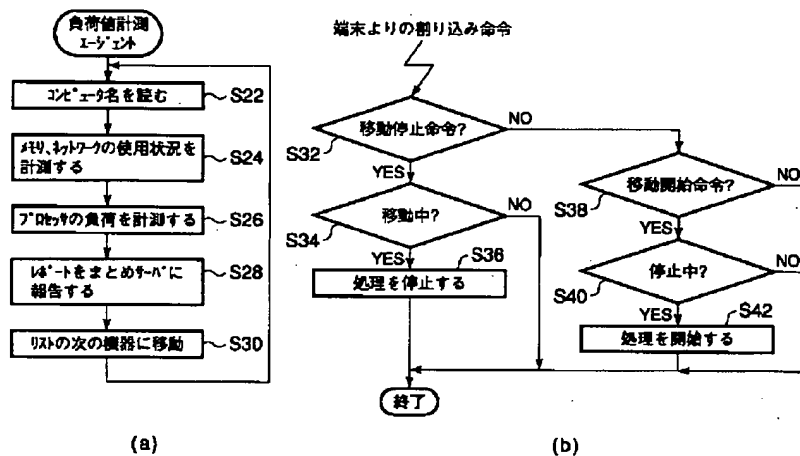 負荷値計測
ｴｰｼﾞｪﾝﾄ
ｺﾝﾋﾟｭｰﾀ名を読む
S22
ﾒﾓﾘ、ﾈｯﾄﾜｰｸの使用状況を
計測する
S24
ﾌﾟﾛｾｯｻの負荷を計測する
S26
ﾚﾎﾟｰﾄをまとめｻｰﾊﾞに
報告する
S28
ﾘｽﾄの次の機器に移動
S30
(a)
端末よりの割り込み命令
移動停止命令?
NO
S32
YES
移動中?
NO
S34
YES
処理を停止する
S36
移動開始命令?
NO
S38
YES
停止中?
NO
S40
YES
処理を開始する
S42
終了
(b)